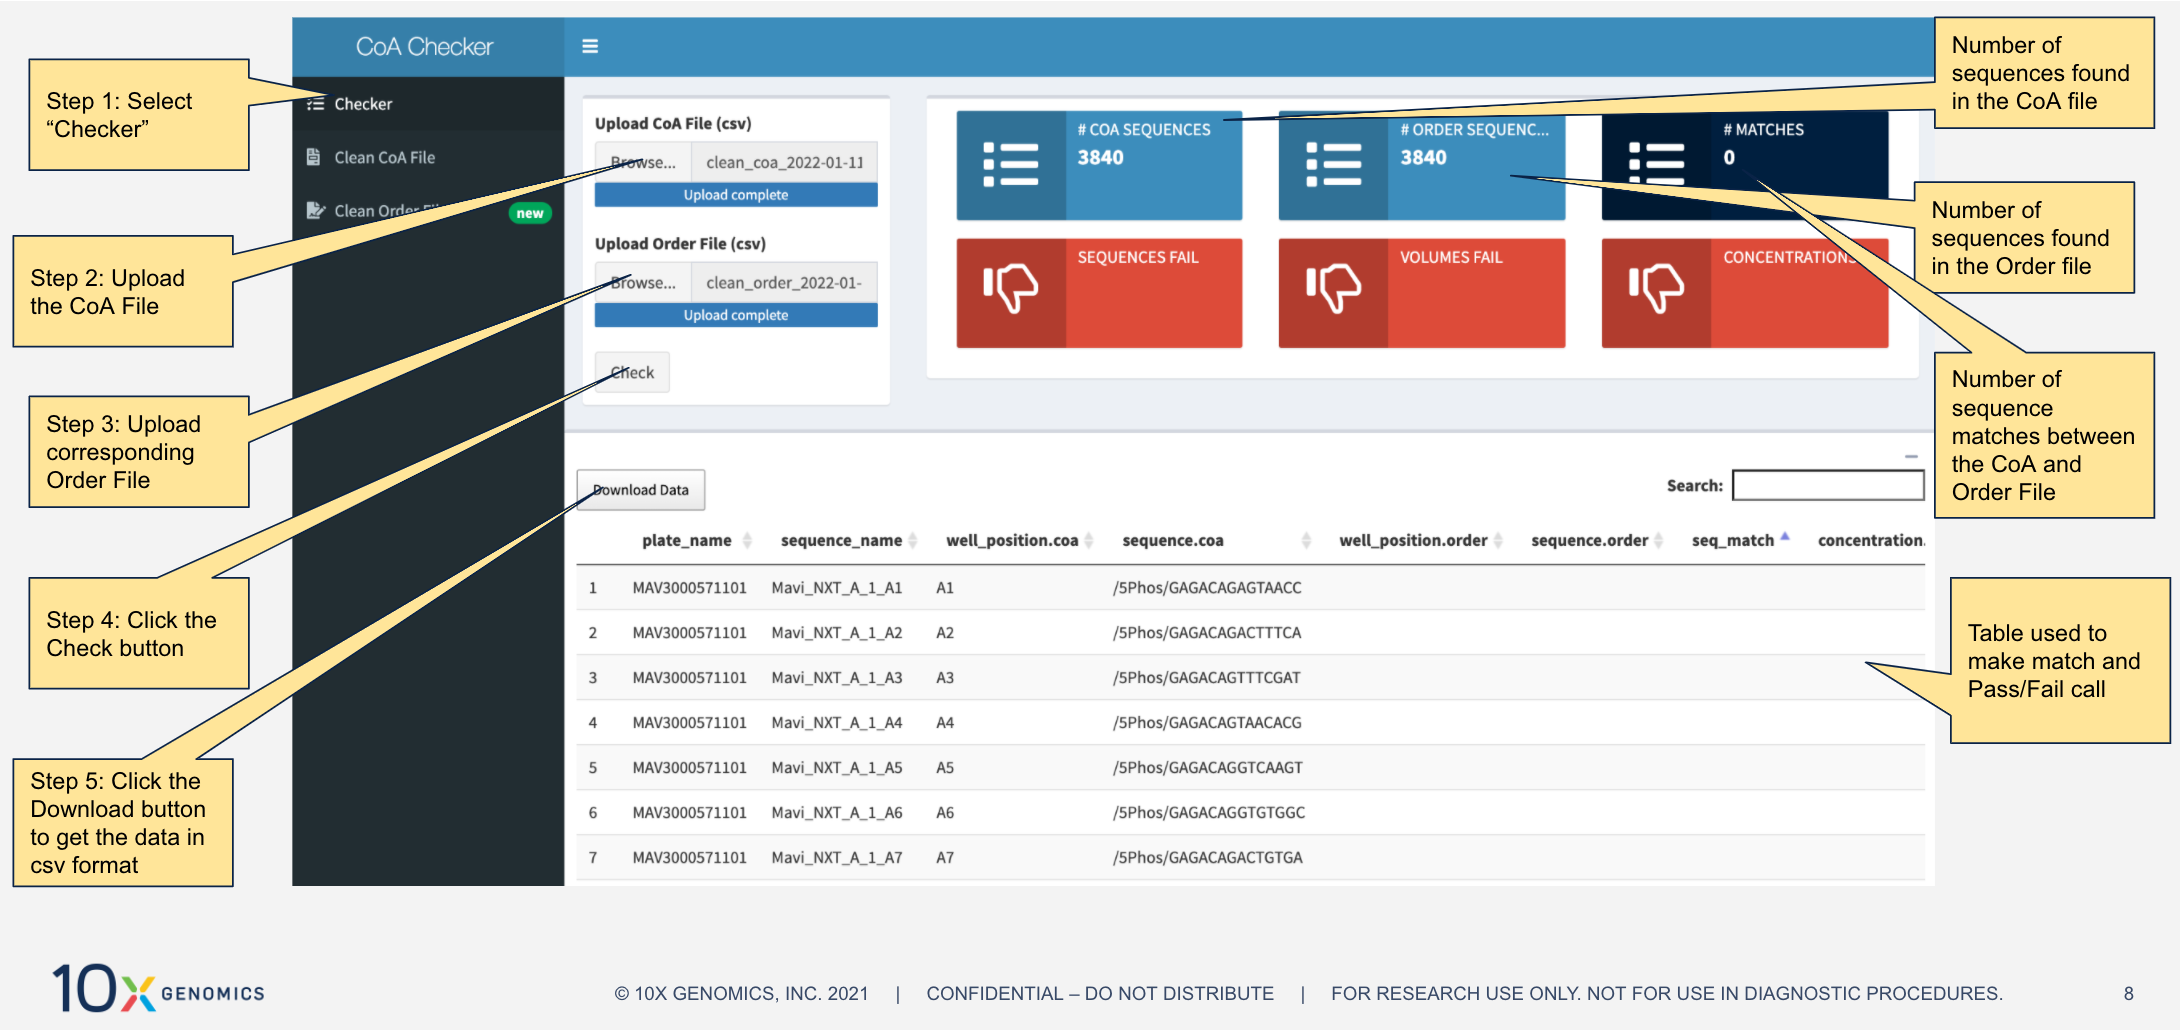 CoA Checker
Checker
Clean CoA File
Clean Order
new
Step 1: Select
“Checker”
Step 2: Upload
the CoA File
Step 3: Upload
corresponding
Order File
Step 4: Click the
Check button
Step 5: Click the
Download button
to get the data in
csv format
Upload CoA File (csv)
Browse... clean_coa_2022-01-11
Upload complete
Upload Order File (csv)
Browse... clean_order_2022-01-
Upload complete
Check
# COA SEQUENCES
3840
# ORDER SEQUENC...
3840
# MATCHES
0
SEQUENCES FAIL
VOLUMES FAIL
CONCENTRATIONS
Number of
sequences found
in the CoA file
Number of
sequences found
in the Order file
Number of
sequence
matches between
the CoA and
Order File
Table used to
make match and
Pass/Fail call
Download Data
Search:
plate_name sequence_name well_position.coa sequence.coa well_position.order sequence.order seq_match concentration.
1 MAV3000571101 Mavi_NXT_A_1_A1 A1 /5Phos/GAGACAGAGTAACC
2 MAV3000571101 Mavi_NXT_A_1_A2 A2 /5Phos/GAGACAGACTTTCA
3 MAV3000571101 Mavi_NXT_A_1_A3 A3 /5Phos/GAGACAGTTTCGAT
4 MAV3000571101 Mavi_NXT_A_1_A4 A4 /5Phos/GAGACAGTAACACG
5 MAV3000571101 Mavi_NXT_A_1_A5 A5 /5Phos/GAGACAGGTCAAGT
6 MAV3000571101 Mavi_NXT_A_1_A6 A6 /5Phos/GAGACAGGTGTGGC
7 MAV3000571101 Mavi_NXT_A_1_A7 A7 /5Phos/GAGACAGACTGTGA
10X GENOMICS
© 10X GENOMICS, INC. 2021 | CONFIDENTIAL – DO NOT DISTRIBUTE | FOR RESEARCH USE ONLY. NOT FOR USE IN DIAGNOSTIC PROCEDURES.
8